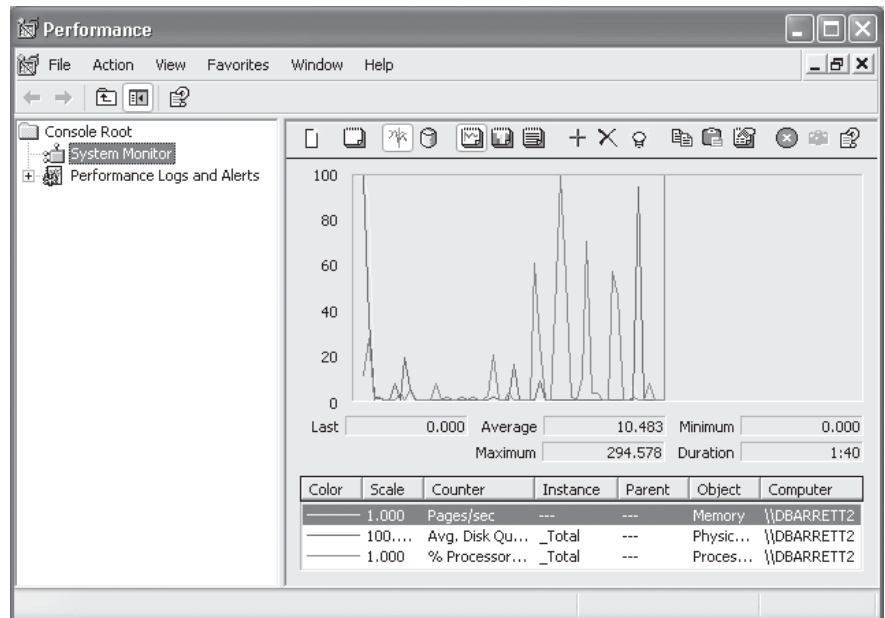 Performance
File Action View Favorites Window Help
Console Root
System Monitor
Performance Logs and Alerts
100
80
60
40
20
0
Last 0.000 Average 10.483 Minimum 0.000
Maximum 294.578 Duration 1:40
Color Scale Counter Instance Parent Object Computer
1.000 Pages/sec --- --- Memory \\DBARRETT2
100.... Avg. Disk Qu... _Total --- Physic... \\DBARRETT2
1.000 % Processor... _Total --- Proces... \\DBARRETT2